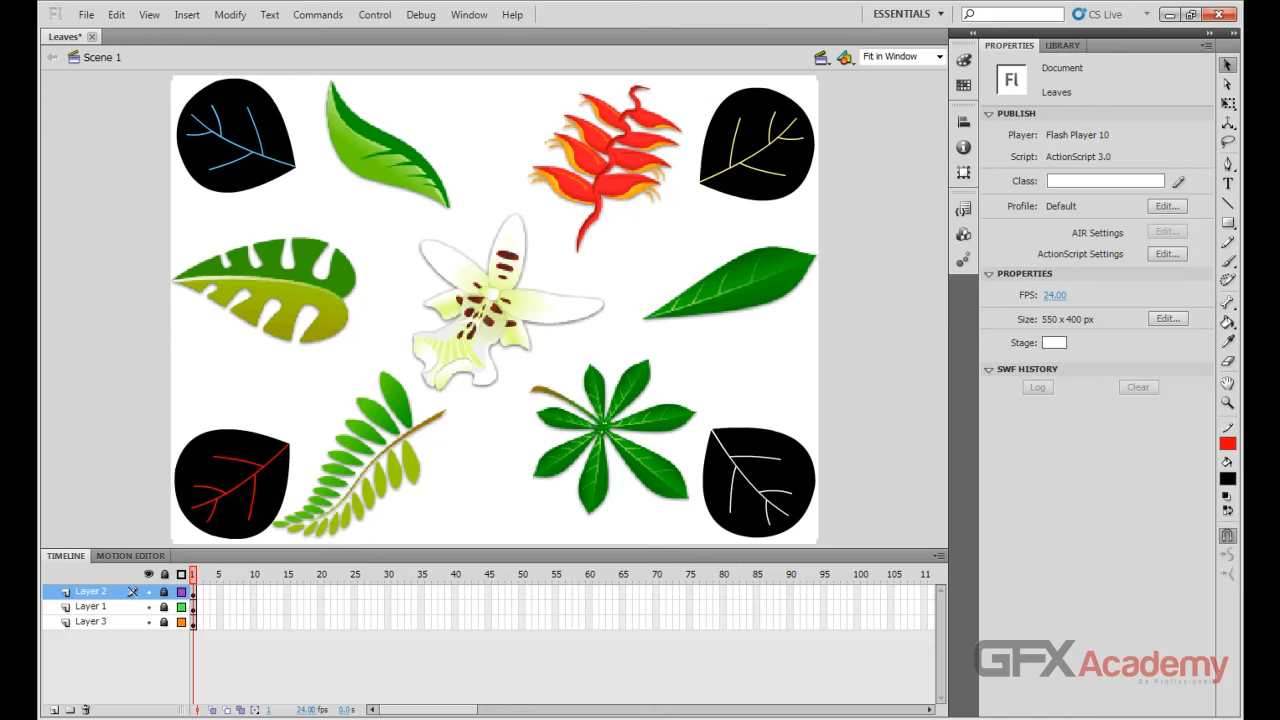 Fl File Edit View Insert Modify Text Commands Control Debug Window Help ESSENTIALS CS Live
Leaves*
Scene 1 Fit in Window
PROPERTIES LIBRARY
Fl Document
Leaves
PUBLISH
Player: Flash Player 10
Script: ActionScript 3.0
Class:
Profile: Default Edit...
AIR Settings Edit...
ActionScript Settings Edit...
PROPERTIES
FPS: 24.00
Size: 550 x 400 px Edit...
Stage:
SWF HISTORY
Log Clear
T
TIMELINE MOTION EDITOR
1 5 10 15 20 25 30 35 40 45 50 55 60 65 70 75 80 85 90 95 100 105 11
Layer 2
Layer 1
Layer 3
1 24.00 fps 0.0 s
GFX Academy
Be Professional